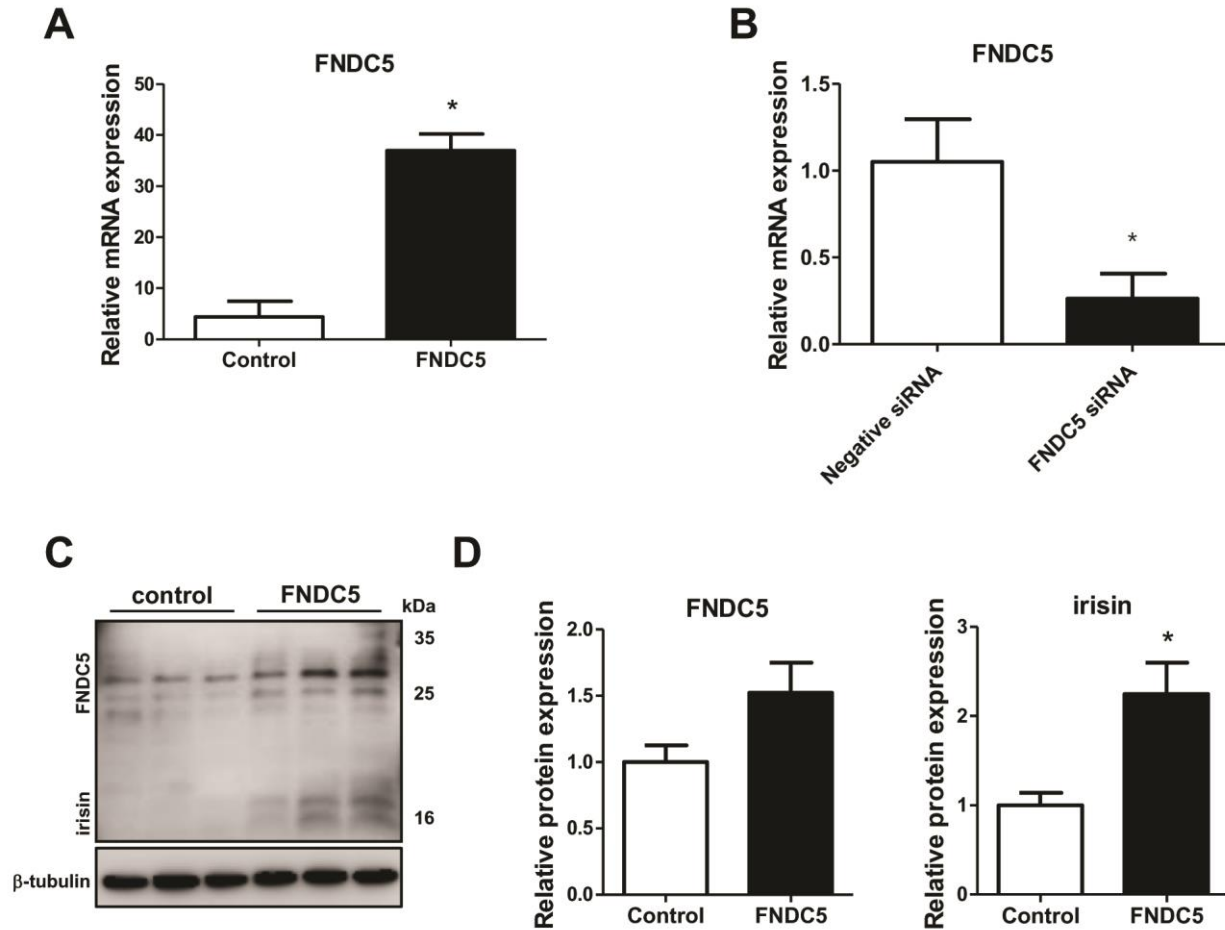 A
FNDC5
Relative mRNA expression
50
40
30
20
10
0
*
Control
FNDC5
B
FNDC5
Relative mRNA expression
1.5
1.0
0.5
0.0
*
Negative siRNA
FNDC5 siRNA
C
control
FNDC5
kDa
35
25
16
FNDC5
irisin
β-tubulin
D
FNDC5
Relative protein expression
2.0
1.5
1.0
0.5
0.0
Control
FNDC5
irisin
Relative protein expression
3
2
1
0
*
Control
FNDC5